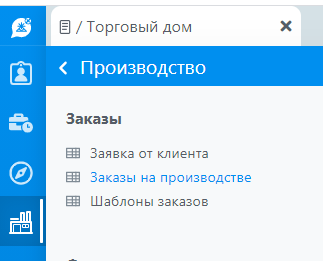 / Торговый дом
Производство
Заказы
Заявка от клиента
Заказы на производстве
Шаблоны заказов